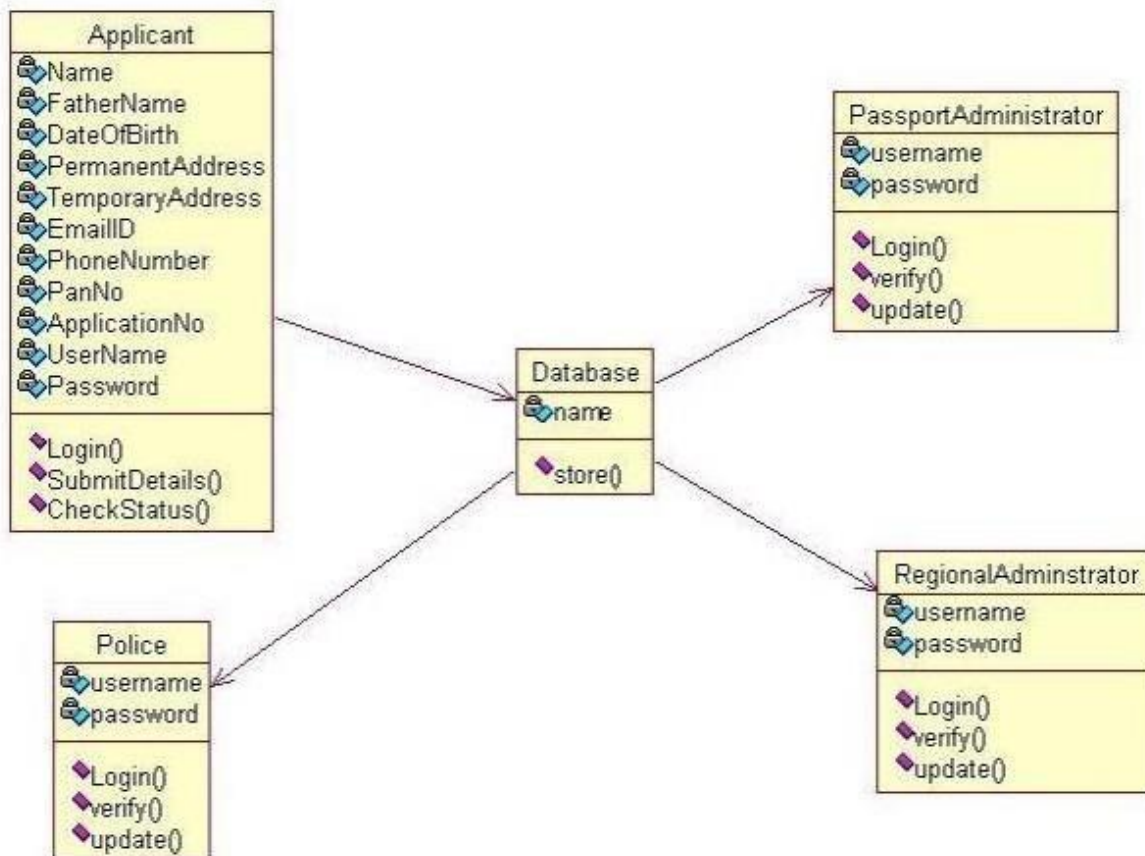 Applicant
Name
FatherName
DateOfBirth
PermanentAddress
TemporaryAddress
EmailID
PhoneNumber
PanNo
ApplicationNo
UserName
Password
Login()
SubmitDetails()
CheckStatus()
PassportAdministrator
username
password
Login()
verify()
update()
Database
name
store()
Police
username
password
Login()
verify()
update()
RegionalAdminstrator
username
password
Login()
verify()
update()